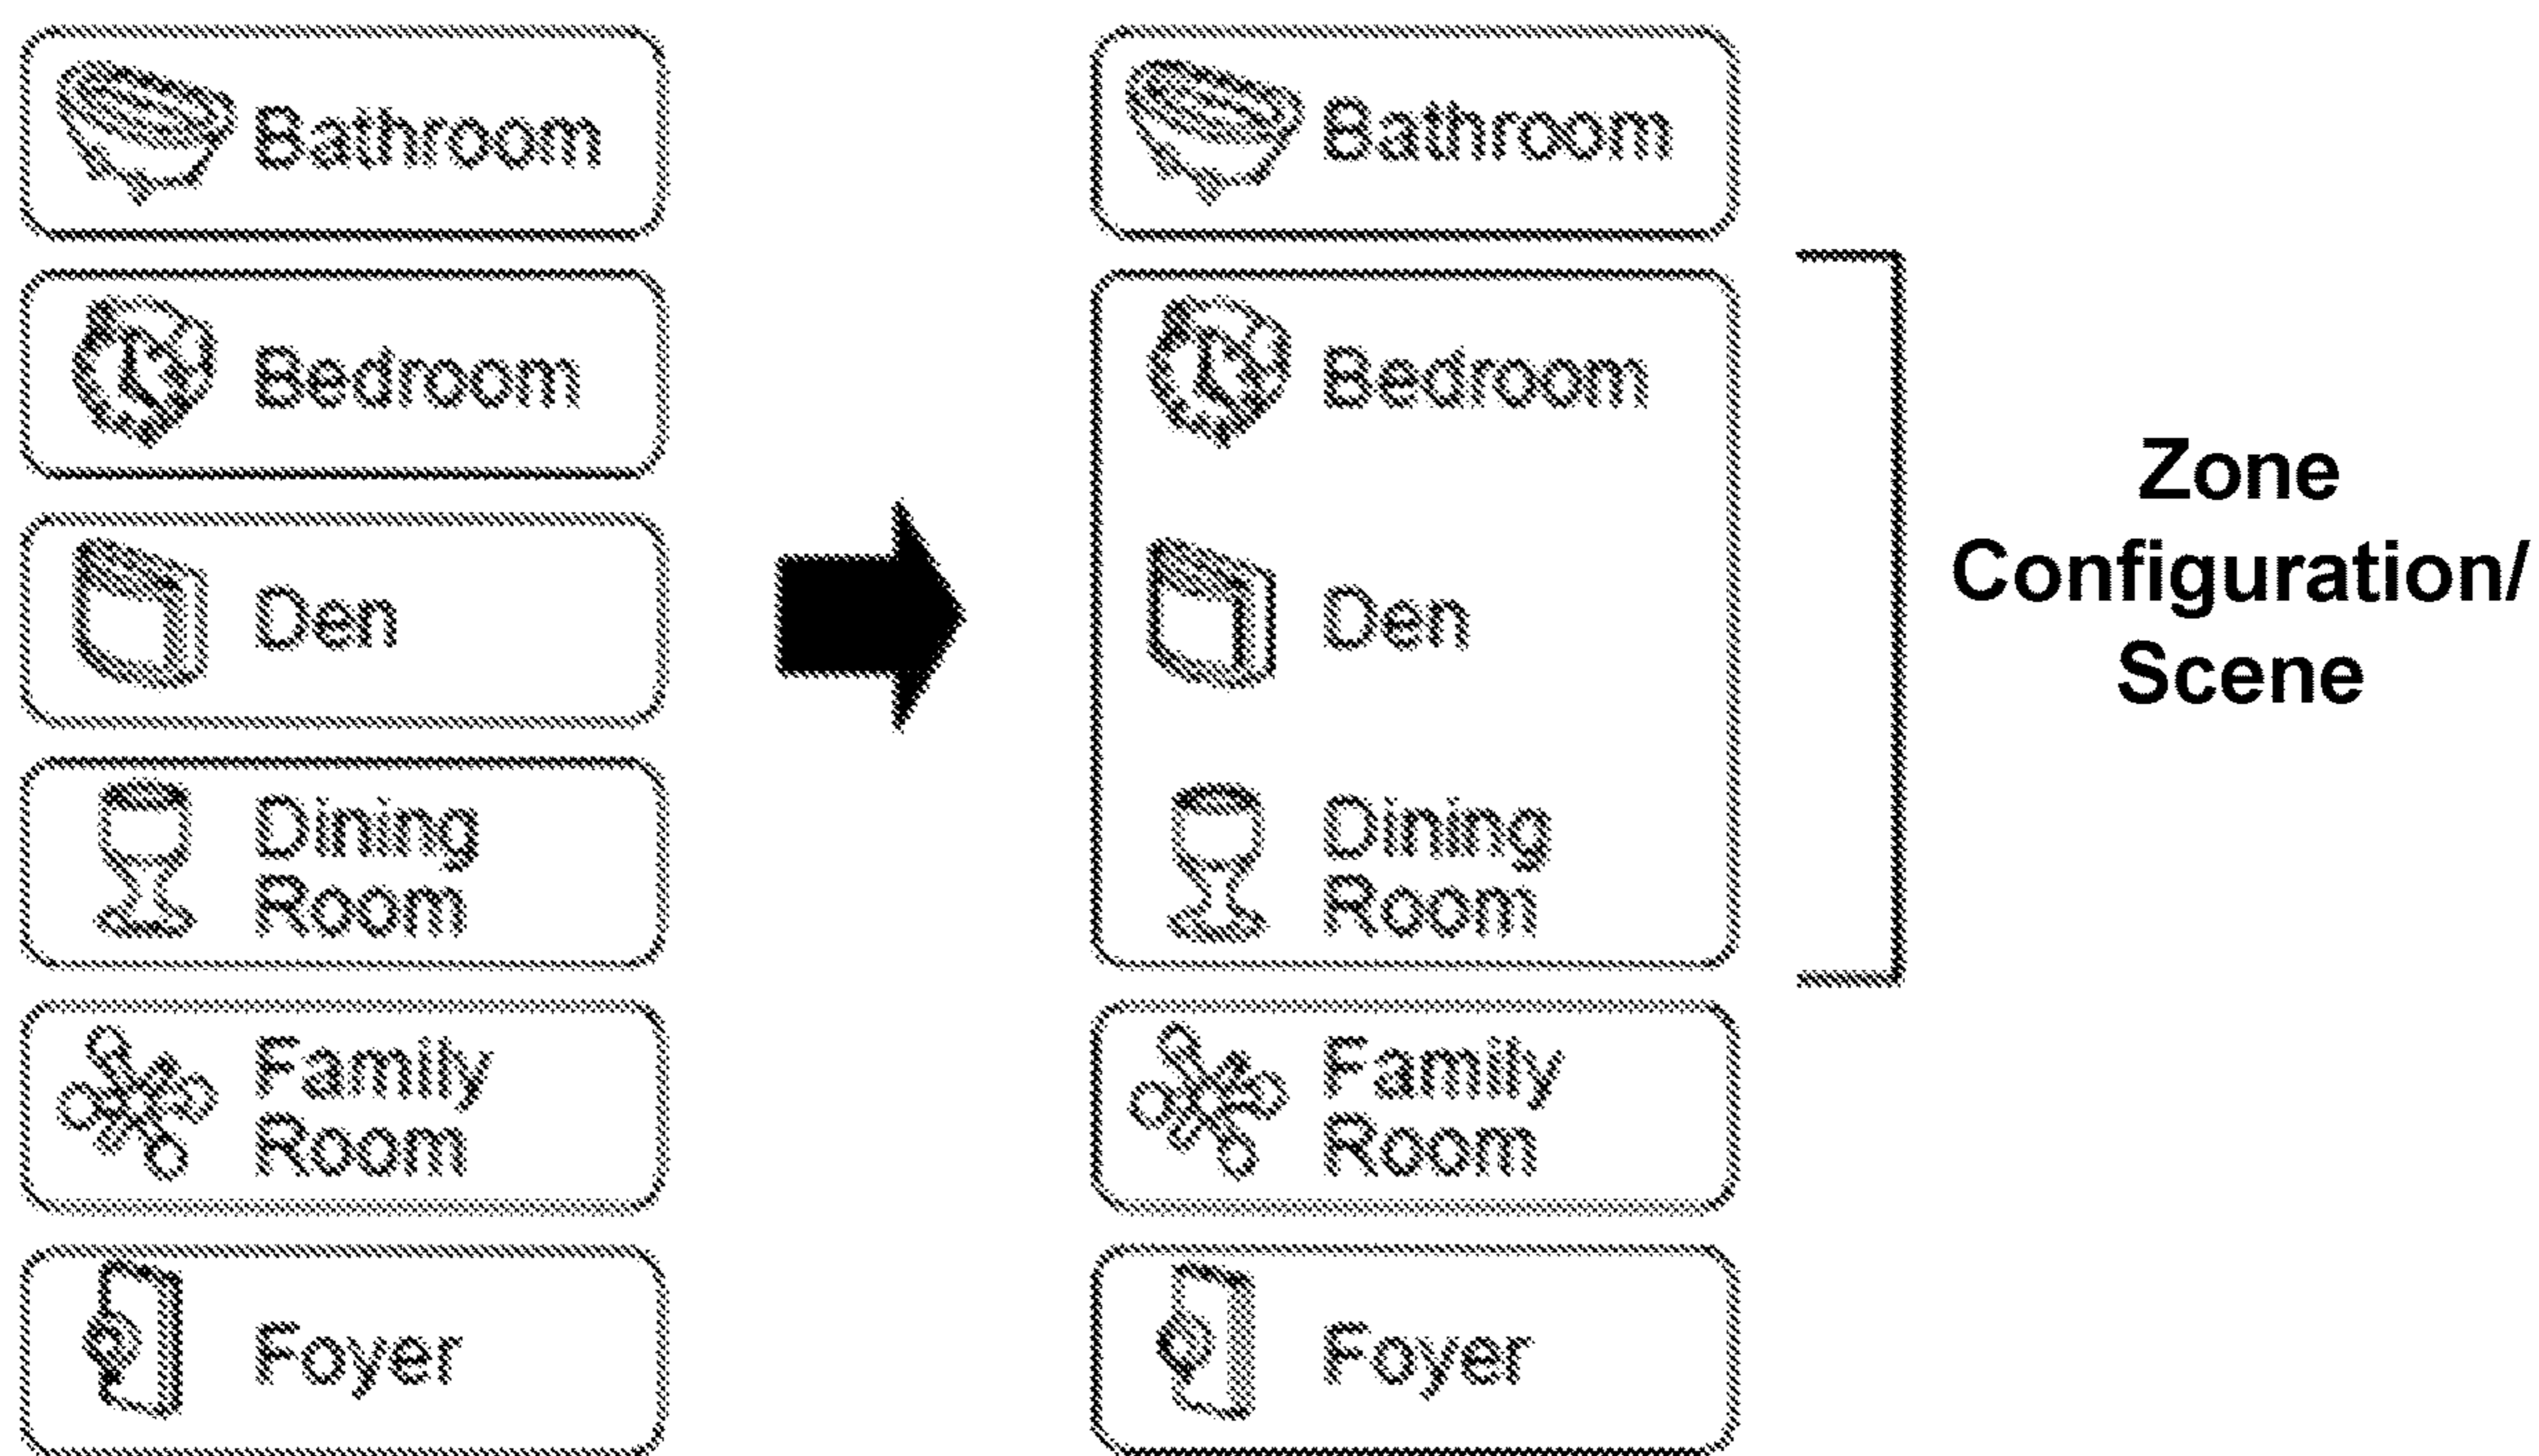 Bathroom
Bedroom
Den
Dining
Room
Family
Room
Foyer
Bathroom
Bedroom
Den
Dining
Room
Family
Room
Foyer
Zone
Configuration/
Scene